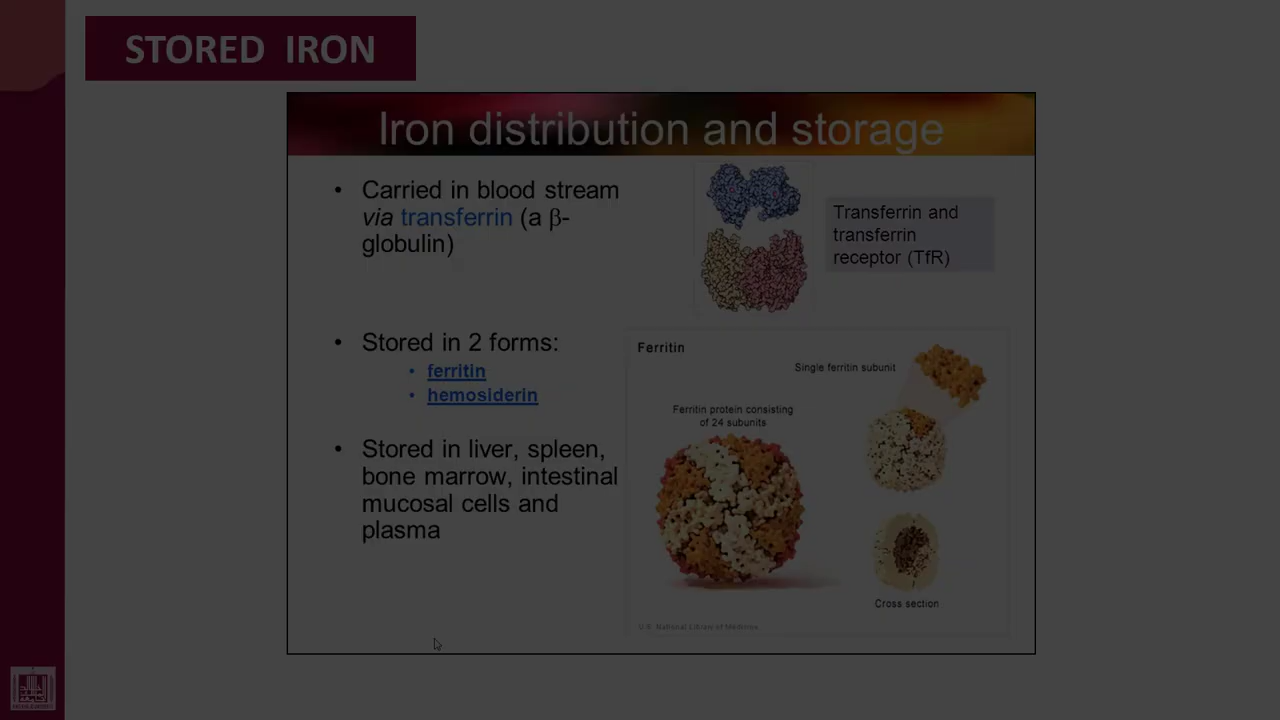 STORED IRON
Iron distribution and storage
• Carried in blood stream
via transferrin (a β-
globulin)
Transferrin and
transferrin
receptor (TfR)
• Stored in 2 forms:
• ferritin
• hemosiderin
• Stored in liver, spleen,
bone marrow, intestinal
mucosal cells and
plasma
Ferritin
Single ferritin subunit
Ferritin protein consisting
of 24 subunits
Cross section
U.S. National Library of Medicine